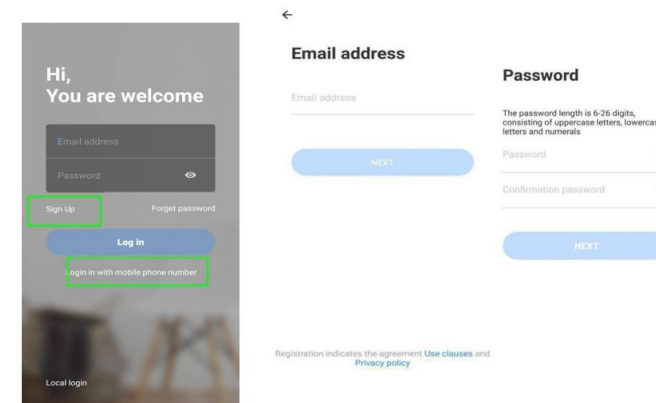 Hi,
You are welcome
Email address
Password
Sign Up
Forget password
Log in
Login in with mobile phone number
Local login
Email address
Email address
NEXT
Registration indicates the agreement Use clauses and
Privacy policy
Password
The password length is 6-26 digits,
consisting of uppercase letters, lowercas
letters and numerals
Password
Confirmation password
NEXT